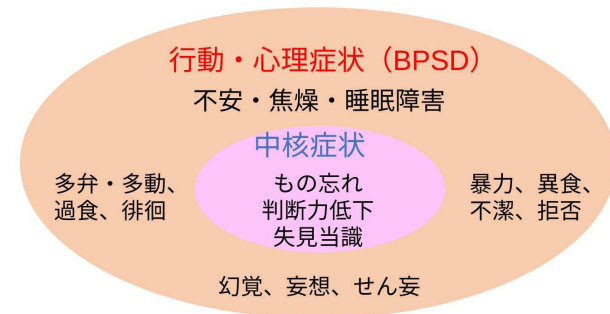 行動・心理症状（BPSD）
不安・焦燥・睡眠障害
中核症状
多弁・多動、
過食、徘徊
もの忘れ
判断力低下
失見当識
暴力、異食、
不潔、拒否
幻覚、妄想、せん妄